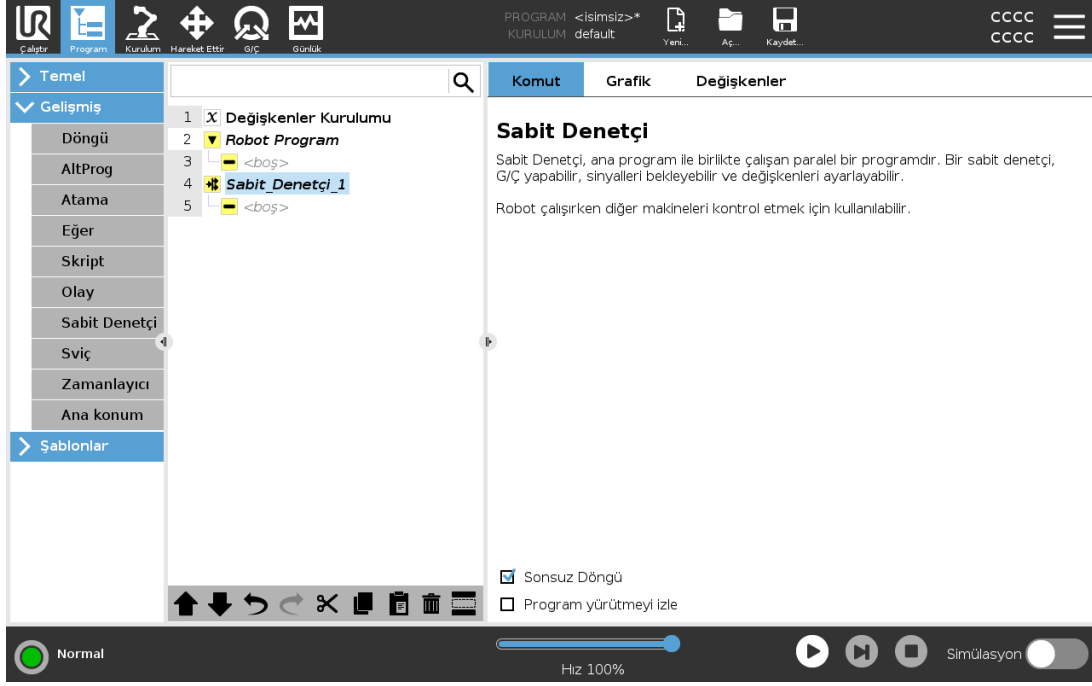 PROGRAM <isimsiz>*
KURULUM default
CCCC
CCCC
Çalıştır
Program
Kurulum
Hareket Ettir
G/Ç
Günlük
Yeni...
Aç...
Kaydet...
Temel
Gelişmiş
Döngü
AltProg
Atama
Eğer
Skript
Olay
Sabit Denetçi
Sviç
Zamanlayıcı
Ana konum
Şablonlar
1 X Değişkenler Kurulumu
2 Robot Program
3 <boş>
4 Sabit_Denetçi_1
5 <boş>
Komut
Grafik
Değişkenler
Sabit Denetçi
Sabit Denetçi, ana program ile birlikte çalışan paralel bir programdır. Bir sabit denetçi,
G/Ç yapabilir, sinyalleri bekleyebilir ve değişkenleri ayarlayabilir.
Robot çalışırken diğer makineleri kontrol etmek için kullanılabilir.
Sonsuz Döngü
Program yürütmeyi izle
Normal
Hız 100%
Simülasyon